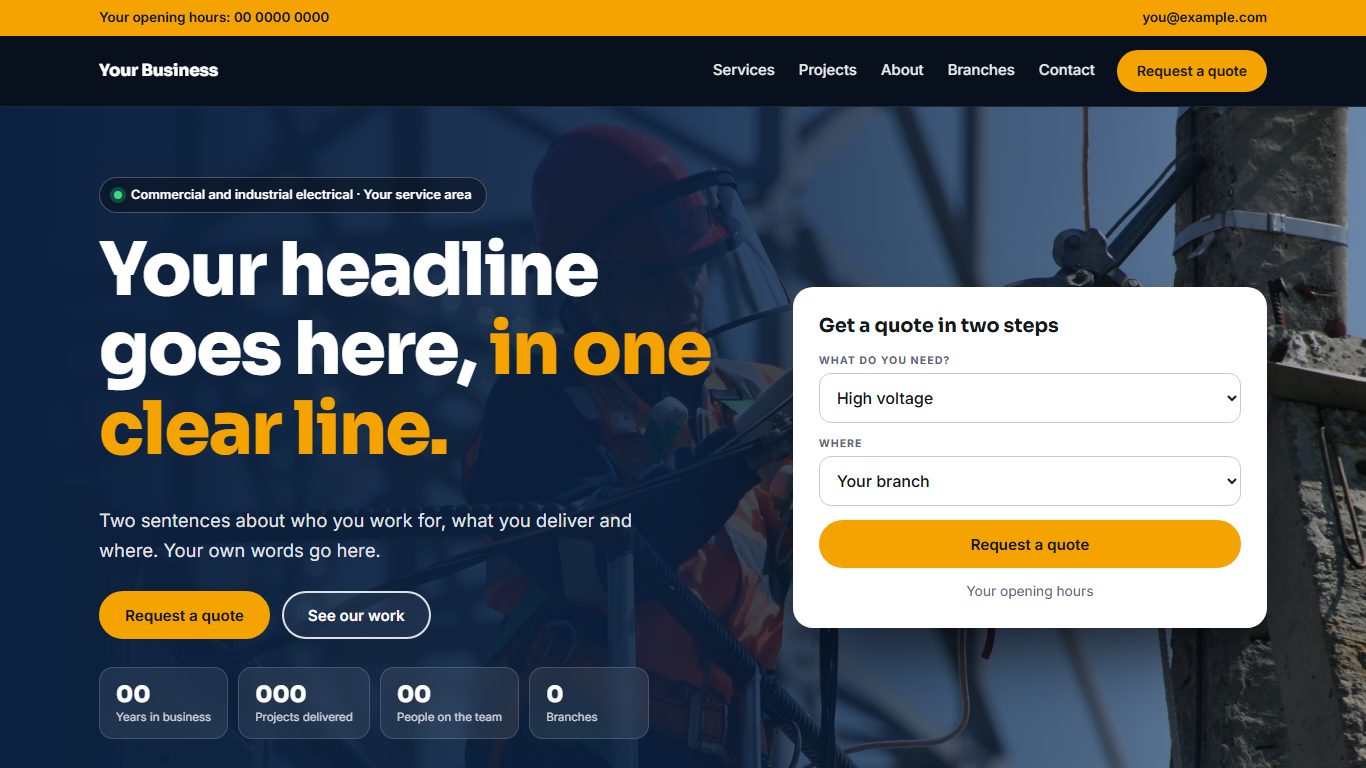 Your opening hours: 00 0000 0000
you@example.com
Your Business
Services
Projects
About
Branches
Contact
Request a quote
Commercial and industrial electrical · Your service area
Your headline
goes here, in one
clear line.
Two sentences about who you work for, what you deliver and
where. Your own words go here.
Request a quote
See our work
00
Years in business
000
Projects delivered
00
People on the team
0
Branches
Get a quote in two steps
WHAT DO YOU NEED?
High voltage
WHERE
Your branch
Request a quote
Your opening hours